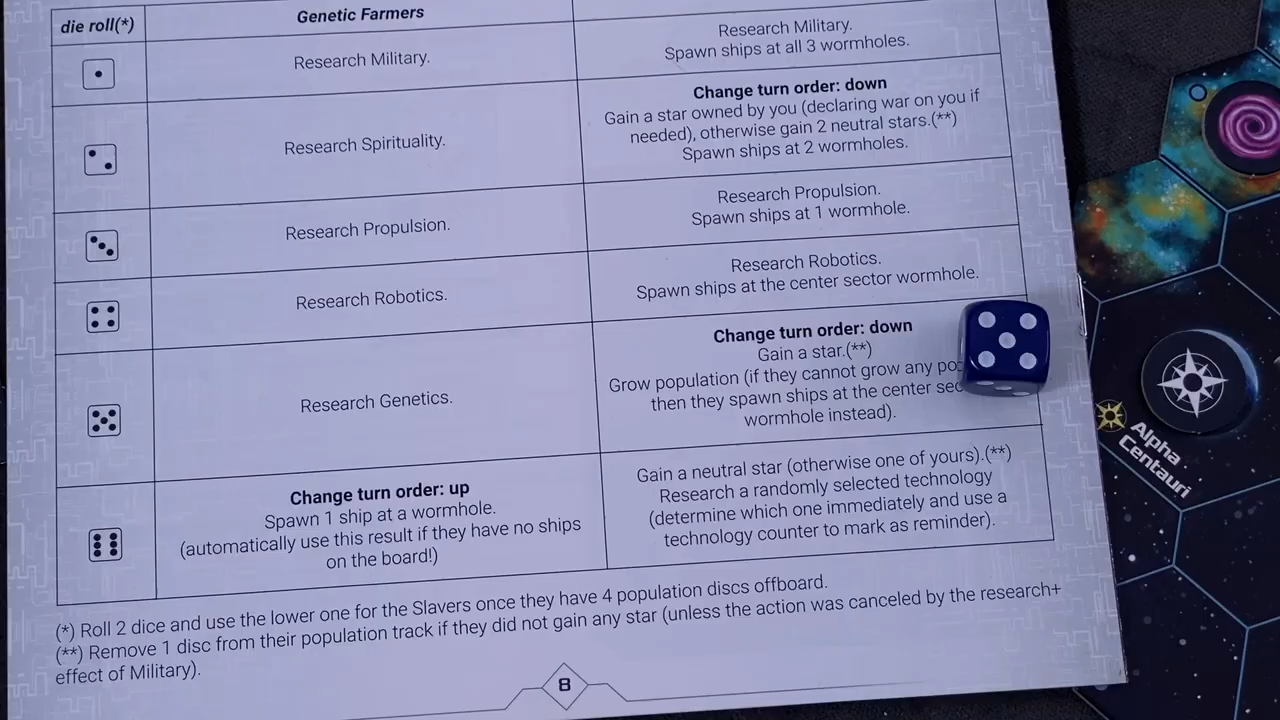 die roll(*)
Genetic Farmers
Research Military.
Research Military.
Spawn ships at all 3 wormholes.
Research Spirituality.
Change turn order: down
Gain a star owned by you (declaring war on you if
needed), otherwise gain 2 neutral stars.(**)
Spawn ships at 2 wormholes.
Research Propulsion.
Research Propulsion.
Spawn ships at 1 wormhole.
Research Robotics.
Research Robotics.
Spawn ships at the center sector wormhole.
Research Genetics.
Change turn order: down
Gain a star.(**)
Grow population (if they cannot grow any
then they spawn ships at the center
wormhole instead).
Change turn order: up
Spawn 1 ship at a wormhole.
(automatically use this result if they have no ships
on the board!)
Gain a neutral star (otherwise one of yours).(**)
Research a randomly selected technology
(determine which one immediately and use a
technology counter to mark as reminder).
(*) Roll 2 dice and use the lower one for the Slavers once they have 4 population discs offboard.
(**) Remove 1 disc from their population track if they did not gain any star (unless the action was canceled by the research+
effect of Military).
8
Alpha
Centauri